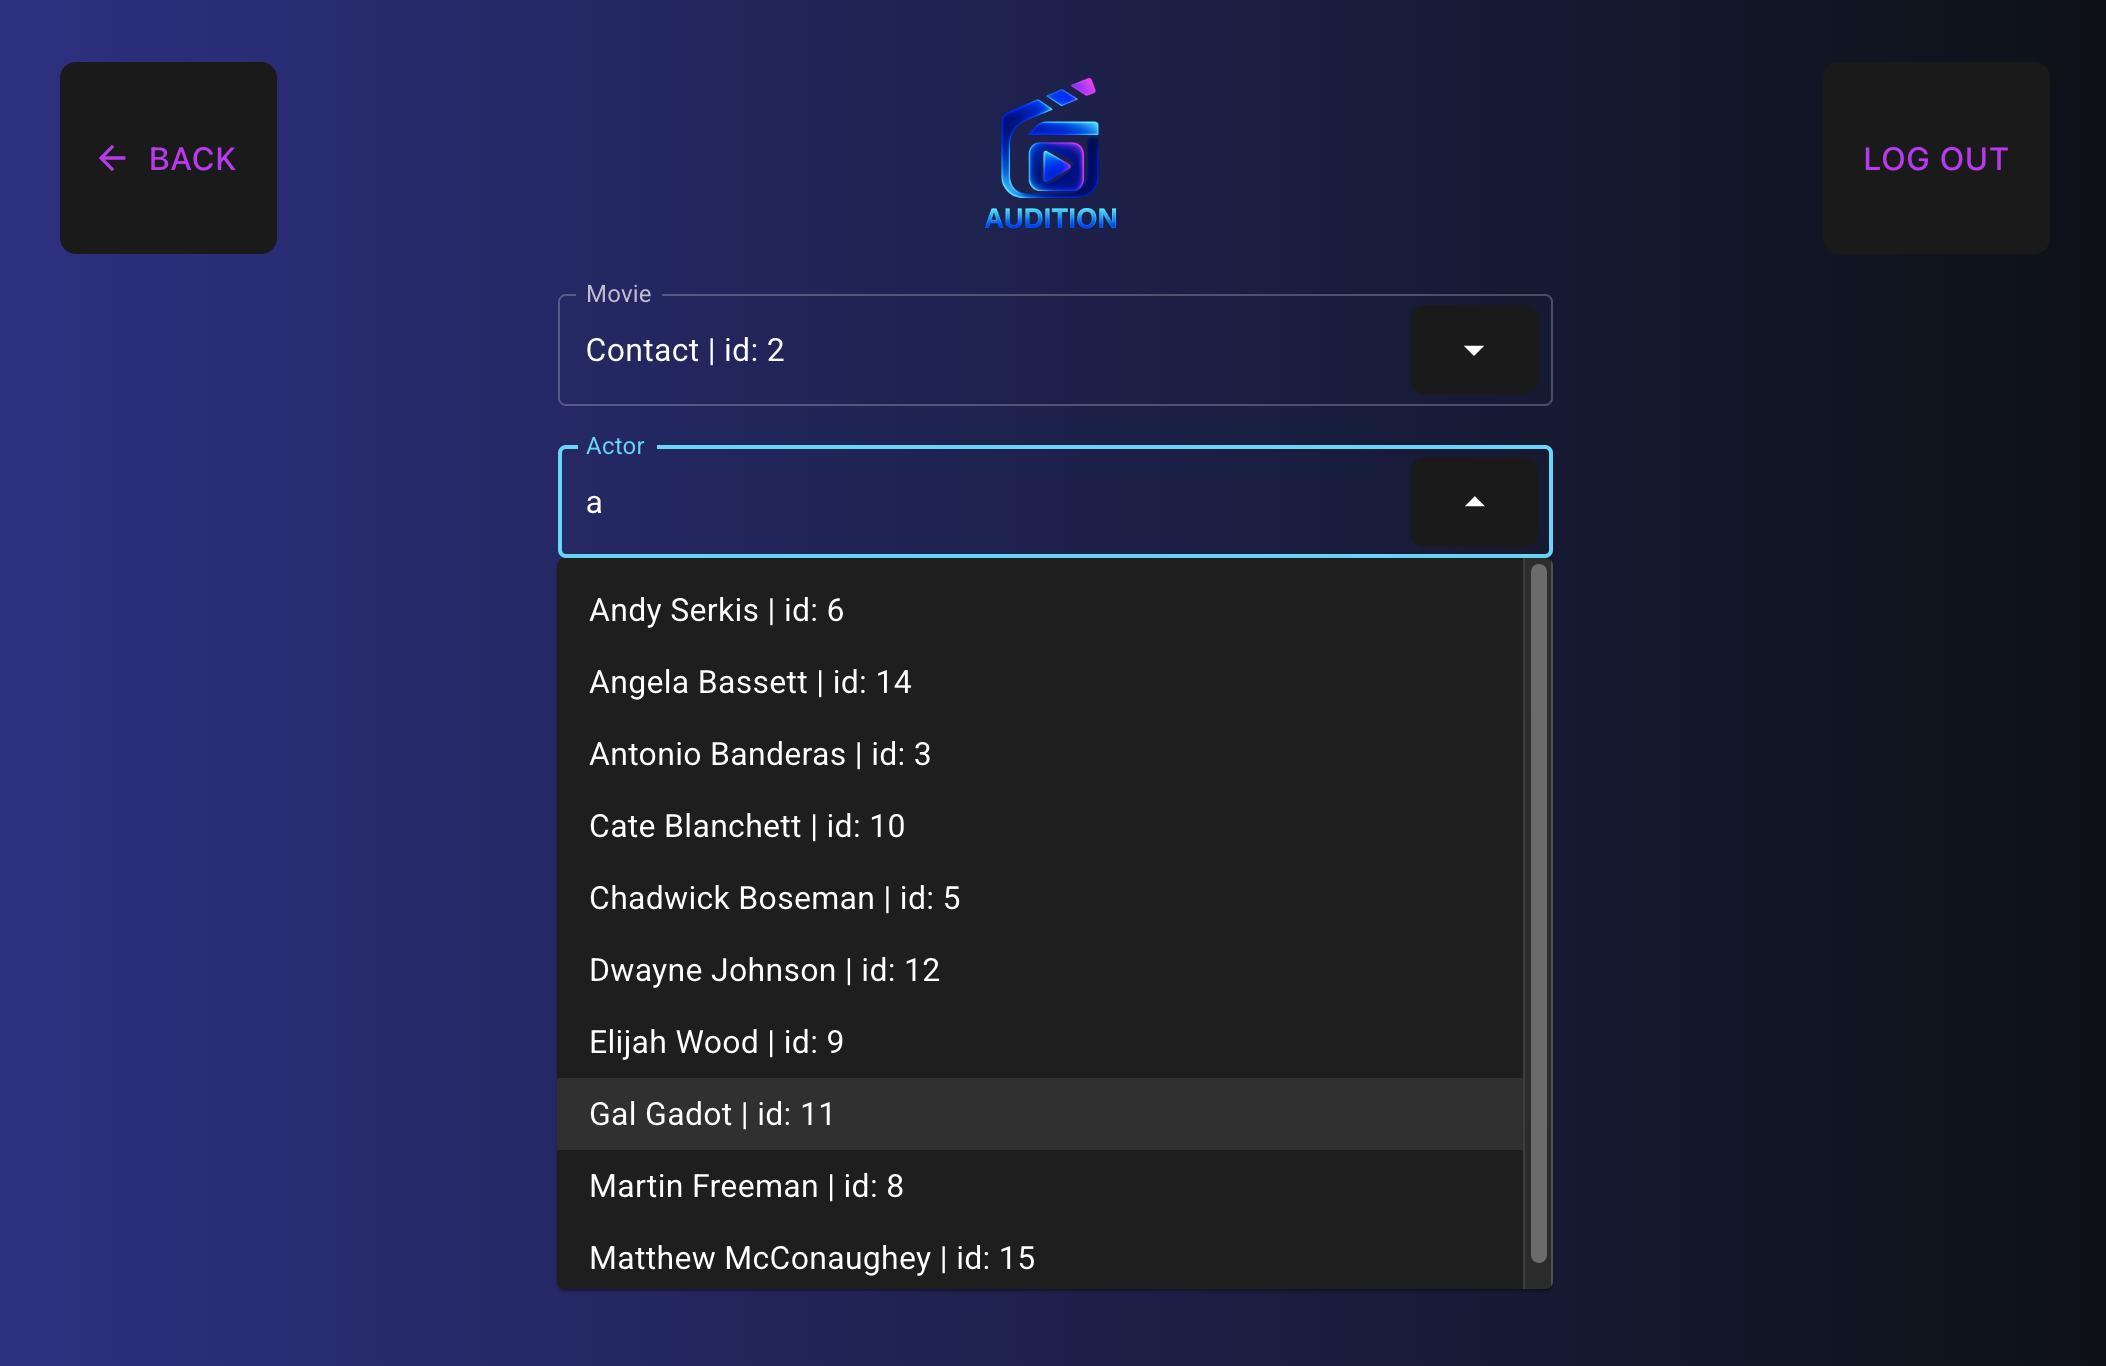 BACK
AUDITION
LOG OUT
Movie
Contact | id: 2
Actor
a
Andy Serkis | id: 6
Angela Bassett | id: 14
Antonio Banderas | id: 3
Cate Blanchett | id: 10
Chadwick Boseman | id: 5
Dwayne Johnson | id: 12
Elijah Wood | id: 9
Gal Gadot | id: 11
Martin Freeman | id: 8
Matthew McConaughey | id: 15